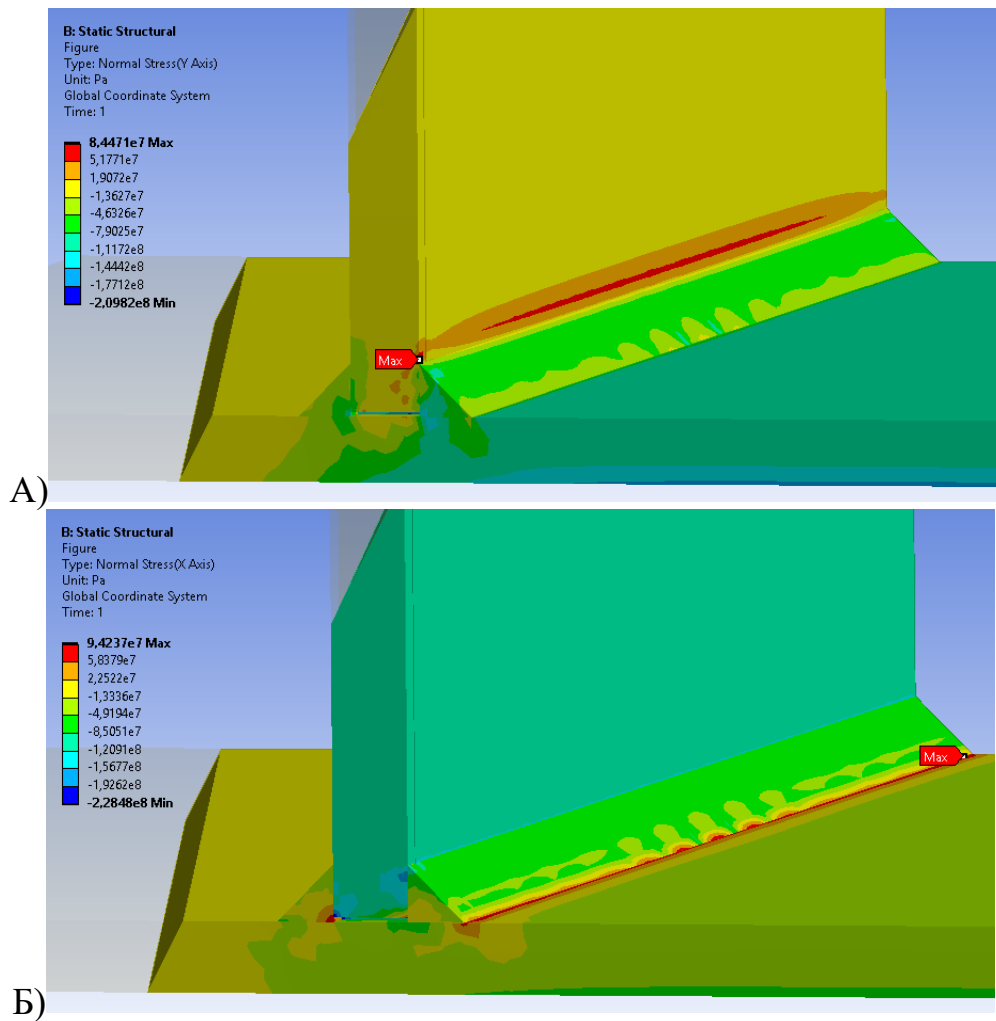 B: Static Structural
Figure
Type: Normal Stress(Y Axis)
Unit: Pa
Global Coordinate System
Time: 1
8,4471e7 Max
5,1771e7
1,9072e7
-1,3627e7
-4,6326e7
-7,9025e7
-1,1172e8
-1,4442e8
-1,7712e8
-2,0982e8 Min
Max
А)
B: Static Structural
Figure
Type: Normal Stress(X Axis)
Unit: Pa
Global Coordinate System
Time: 1
9,4237e7 Max
5,8379e7
2,2522e7
-1,3336e7
-4,9194e7
-8,5051e7
-1,2091e8
-1,5677e8
-1,9262e8
-2,2848e8 Min
Max
Б)